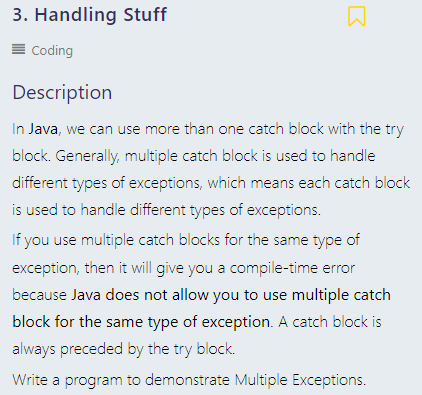 3. Handling Stuff
Coding
Description
In Java, we can use more than one catch block with the try
block. Generally, multiple catch block is used to handle
different types of exceptions, which means each catch block
is used to handle different types of exceptions.
If you use multiple catch blocks for the same type of
exception, then it will give you a compile-time error
because Java does not allow you to use multiple catch
block for the same type of exception. A catch block is
always preceded by the try block.
Write a program to demonstrate Multiple Exceptions.